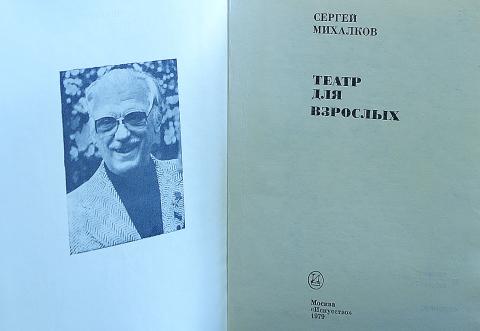 СЕРГЕЙ
МИХАЛКОВ
ТЕАТР
ДЛЯ
ВЗРОСЛЫХ
Москва
«Искусство»
1979